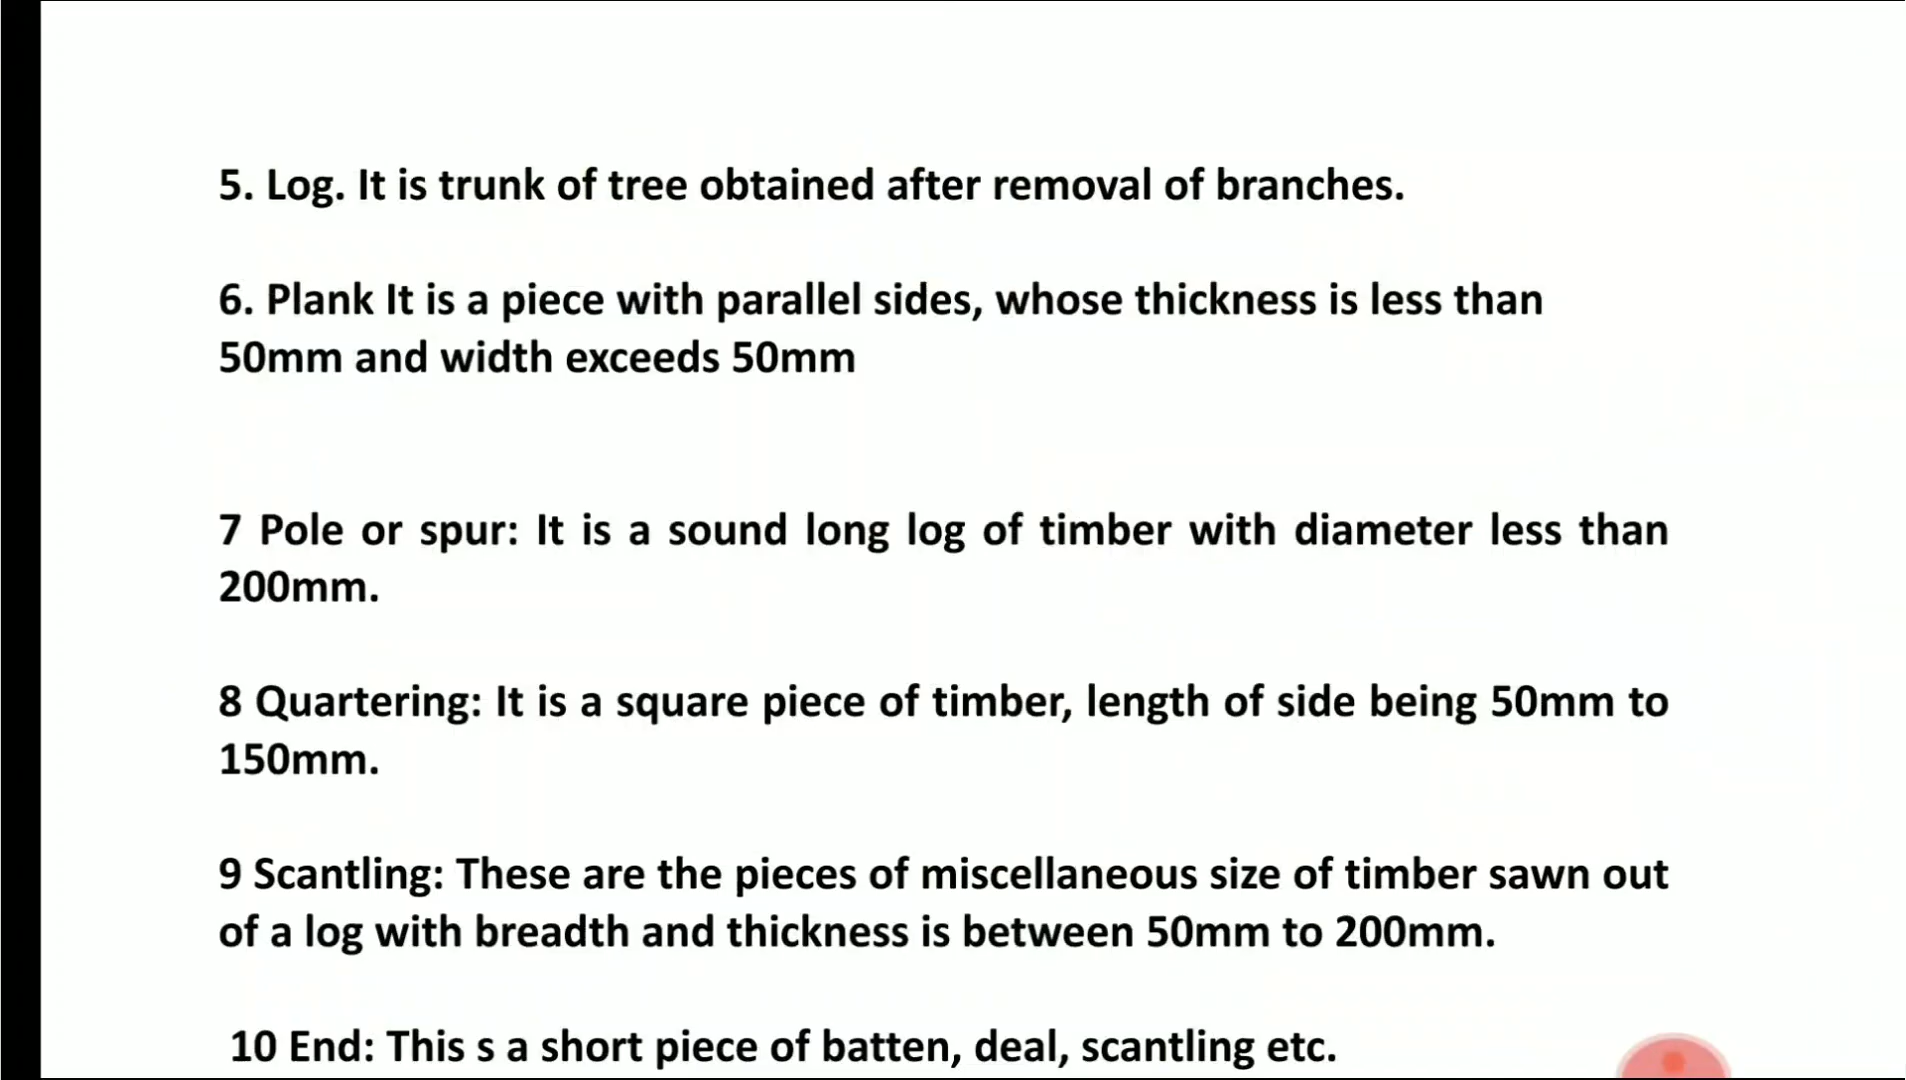 5. Log. It is trunk of tree obtained after removal of branches.
6. Plank It is a piece with parallel sides, whose thickness is less than
50mm and width exceeds 50mm
7 Pole or spur: It is a sound long log of timber with diameter less than
200mm.
8 Quartering: It is a square piece of timber, length of side being 50mm to
150mm.
9 Scantling: These are the pieces of miscellaneous size of timber sawn out
of a log with breadth and thickness is between 50mm to 200mm.
10 End: This s a short piece of batten, deal, scantling etc.